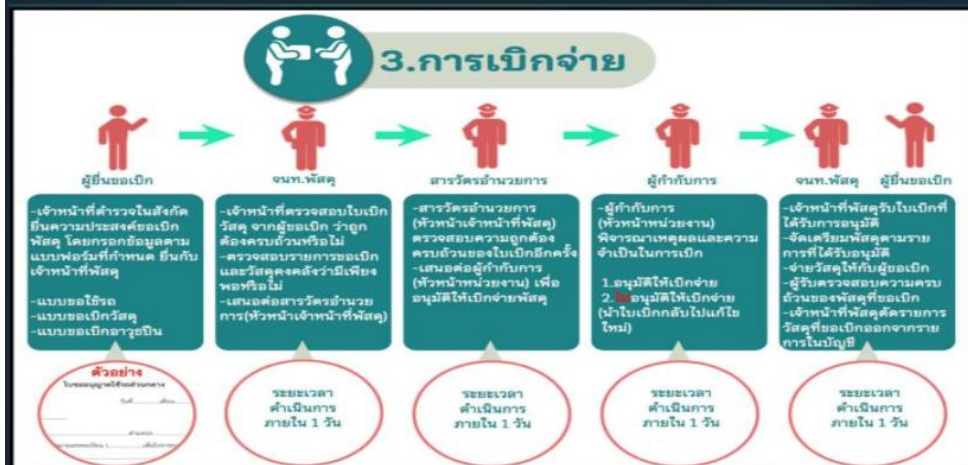 3.การเบิกจ่าย
ผู้ยื่นขอเบิก
จนท.พัสดุ
สารวัตรอำนวยการ
ผู้กำกับการ
จนท.พัสดุ
ผู้ยื่นขอเบิก
-เจ้าหน้าที่ตำรวจในสังกัด
ยื่นความประสงค์ขอเบิก
พัสดุ โดยกรอกข้อมูลตาม
แบบฟอร์มที่กำหนด ยื่นกับ
เจ้าหน้าที่พัสดุ
-แบบขอใช้รถ
-แบบขอเบิกวัสดุ
-แบบขอเบิกอาวุธปืน
-เจ้าหน้าที่ตรวจสอบใบเบิก
วัสดุ จากผู้ขอเบิก ว่าถูก
ต้องครบถ้วนหรือไม่
-ตรวจสอบรายการขอเบิก
และวัสดุคงคลังว่ามีเพียง
พอหรือไม่
-เสนอต่อสารวัตรอำนวย
การ(หัวหน้าเจ้าหน้าที่พัสดุ)
-สารวัตรอำนวยการ
(หัวหน้าเจ้าหน้าที่พัสดุ)
ตรวจสอบความถูกต้อง
ครบถ้วนของใบเบิกอีกครั้ง
-เสนอต่อผู้กำกับการ
(หัวหน้าหน่วยงาน) เพื่อ
อนุมัติให้เบิกจ่ายพัสดุ
-ผู้กำกับการ
(หัวหน้าหน่วยงาน)
พิจารณาเหตุผลและความ
จำเป็นในการเบิก
1.อนุมัติให้เบิกจ่าย
2.ไม่อนุมัติให้เบิกจ่าย
(นำใบเบิกกลับไปแก้ไข
ใหม่)
-เจ้าหน้าที่พัสดุรับใบเบิกที่
ได้รับการอนุมัติ
-จัดเตรียมพัสดุตามราย
การที่ได้รับอนุมัติ
-จ่ายวัสดุให้กับผู้ขอเบิก
-ผู้รับตรวจสอบความครบ
ถ้วนของพัสดุที่ขอเบิก
-เจ้าหน้าที่พัสดุตัดรายการ
วัสดุที่ขอเบิกออกจากราย
การในบัญชี
ตัวอย่าง
ใบขออนุญาตใช้รถส่วนกลาง
ระยะเวลา
ดำเนินการ
ภายใน 1 วัน
ระยะเวลา
ดำเนินการ
ภายใน 1 วัน
ระยะเวลา
ดำเนินการ
ภายใน 1 วัน
ระยะเวลา
ดำเนินการ
ภายใน 1 วัน